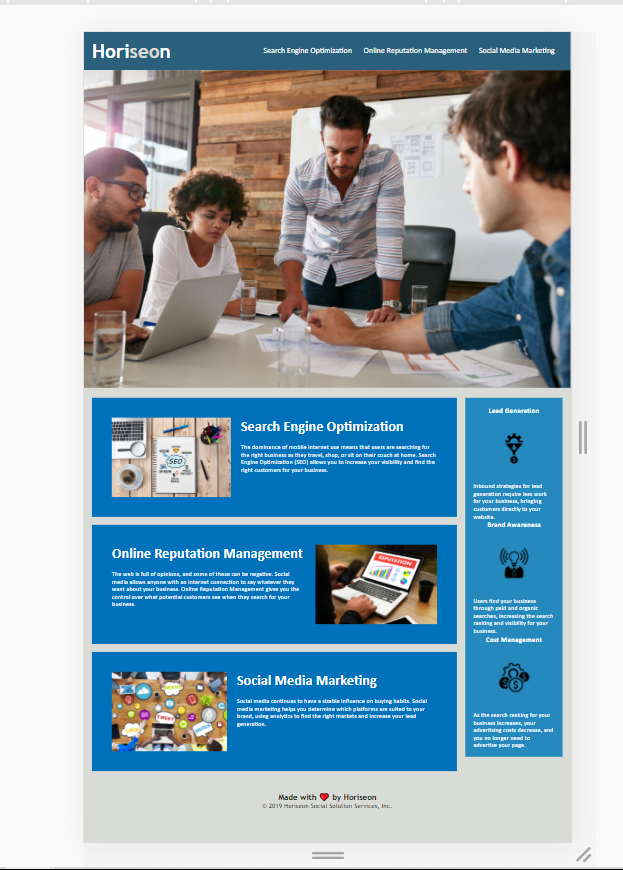 Horiseon
Search Engine Optimization Online Reputation Management Social Media Marketing
Search Engine Optimization
The dominance of mobile internet use means that users are searching for
the right business as they travel, shop, or sit on their couch at home. Search
Engine Optimization (SEO) allows you to increase your visibility and find the
right customers for your business.
SEO
Online Reputation Management
The web is full of opinions, and some of these can be negative. Social
media allows anyone with an internet connection to say whatever they
want about your business. Online Reputation Management gives you the
control over what potential customers see when they search for your
business.
REPUTATION
Social Media Marketing
Social media continues to have a sizable influence on buying habits. Social
media marketing helps you determine which platforms are suited to your
brand, using analytics to find the right markets and increase your lead
generation.
TWEET
Lead Generation
Inbound strategies for lead
generation require less work
for your business, bringing
customers directly to your
website.
Brand Awareness
Users find your business
through paid and organic
searches, increasing the search
ranking and visibility for your
business.
Cost Management
As the search ranking for your
business increases, your
advertising costs decrease, and
you no longer need to
advertise your page.
Made with ❤️ by Horiseon
© 2019 Horiseon Social Solution Services, Inc.